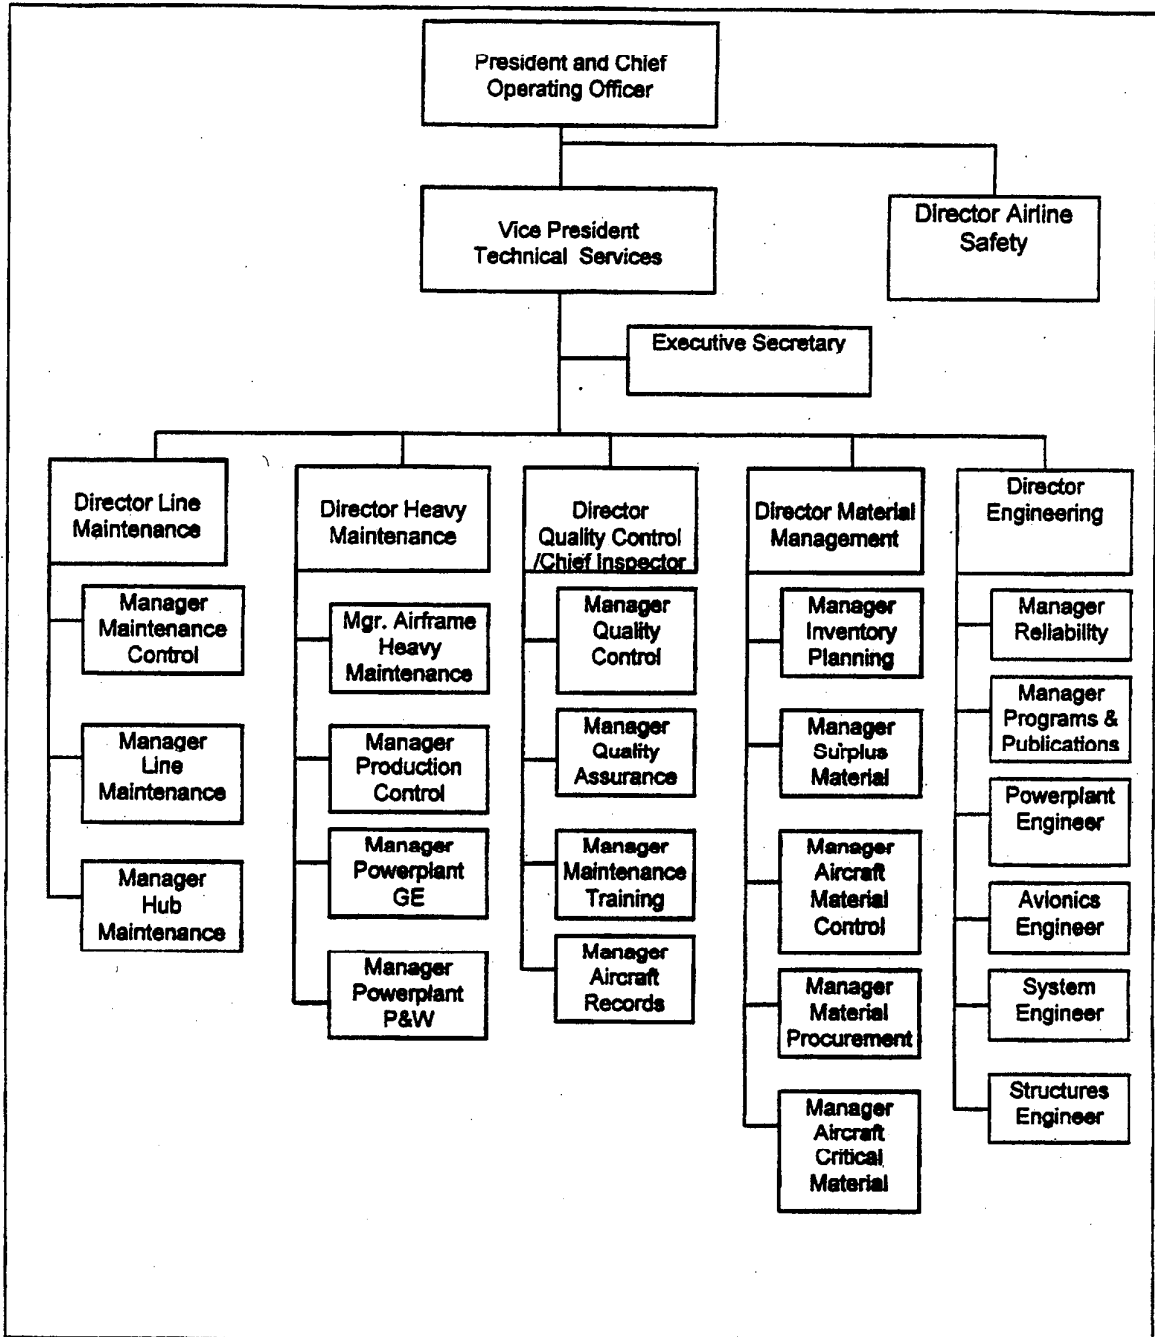 President and Chief
Operating Officer
Vice President
Technical Services
Director Airline
Safety
Executive Secretary
Director Line
Maintenance
Manager
Maintenance
Control
Manager
Line
Maintenance
Manager
Hub
Maintenance
Director Heavy
Maintenance
Mgr. Airframe
Heavy
Maintenance
Manager
Production
Control
Manager
Powerplant
GE
Manager
Powerplant
P&W
Director
Quality Control
/Chief Inspector
Manager
Quality
Control
Manager
Quality
Assurance
Manager
Maintenance
Training
Manager
Aircraft
Records
Director Material
Management
Manager
Inventory
Planning
Manager
Surplus
Material
Manager
Aircraft
Material
Control
Manager
Material
Procurement
Manager
Aircraft
Critical
Material
Director
Engineering
Manager
Reliability
Manager
Programs &
Publications
Powerplant
Engineer
Avionics
Engineer
System
Engineer
Structures
Engineer